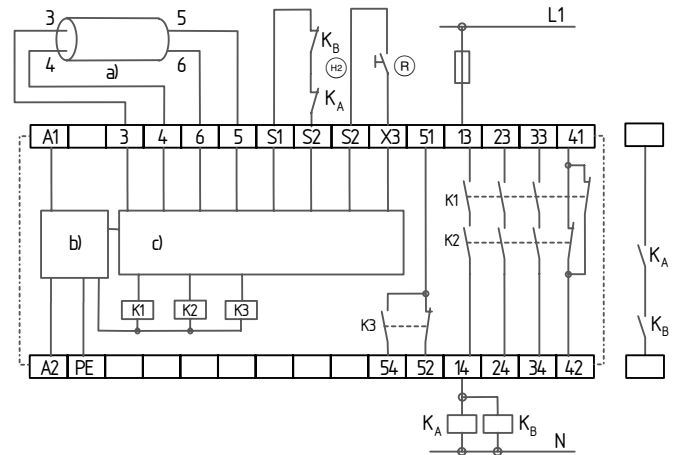 3 5 L1
4 6
a)
K_B
H2 R
K_A
A1 3 4 6 5 S1 S2 S2 X3 51 13 23 33 41
K1
b) c)
K2
K_A
K1 K2 K3
K3
K_B
A2 PE 54 52 14 24 34 42
K_A K_B
N